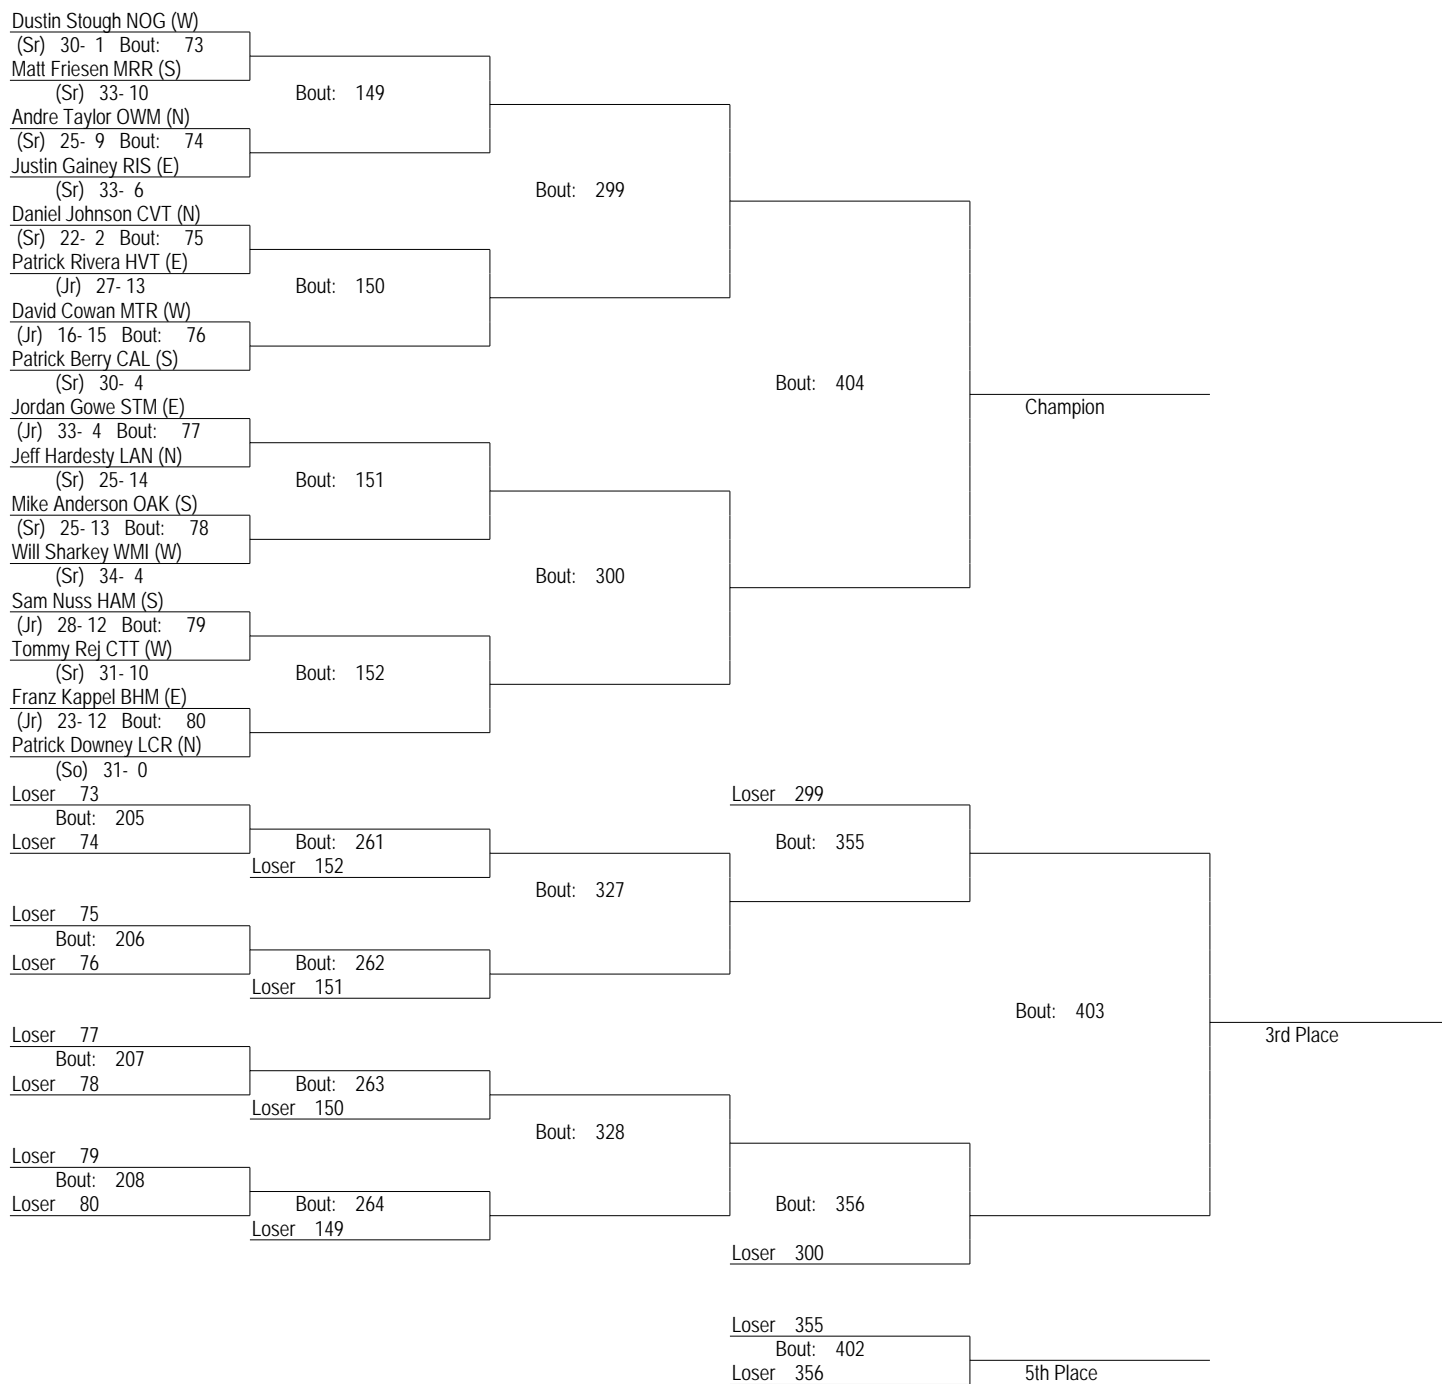 Dustin Stough NOG (W)
(Sr) 30- 1 Bout: 73
Matt Friesen MRR (S)
(Sr) 33- 10
Bout: 149
Andre Taylor OWM (N)
(Sr) 25- 9 Bout: 74
Justin Gainey RIS (E)
(Sr) 33- 6
Bout: 299
Daniel Johnson CVT (N)
(Sr) 22- 2 Bout: 75
Patrick Rivera HVT (E)
(Jr) 27- 13
Bout: 150
David Cowan MTR (W)
(Jr) 16- 15 Bout: 76
Patrick Berry CAL (S)
(Sr) 30- 4
Bout: 404
Jordan Gowe STM (E)
Champion
(Jr) 33- 4 Bout: 77
Jeff Hardesty LAN (N)
(Sr) 25- 14
Bout: 151
Mike Anderson OAK (S)
(Sr) 25- 13 Bout: 78
Will Sharkey WMI (W)
(Sr) 34- 4
Bout: 300
Sam Nuss HAM (S)
(Jr) 28- 12 Bout: 79
Tommy Rej CTT (W)
(Sr) 31- 10
Bout: 152
Franz Kappel BHM (E)
(Jr) 23- 12 Bout: 80
Patrick Downey LCR (N)
(So) 31- 0
Loser 73
Loser 299
Bout: 205
Loser 74
Bout: 261
Bout: 355
Loser 152
Bout: 327
Loser 75
Bout: 206
Loser 76
Bout: 262
Loser 151
Bout: 403
Loser 77
3rd Place
Bout: 207
Loser 78
Bout: 263
Loser 150
Bout: 328
Loser 79
Bout: 208
Loser 80
Bout: 264
Bout: 356
Loser 149
Loser 300
Loser 355
Bout: 402
Loser 356
5th Place